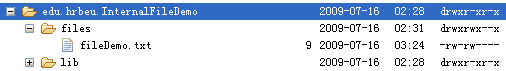 edu.hrbeu.InternalFileDemo 2009-07-16 02:28 drwxr-xr-x
files 2009-07-16 02:31 drwxrwx--x
fileDemo.txt 9 2009-07-16 03:24 -rw-rw----
lib 2009-07-16 02:28 drwxr-xr-x